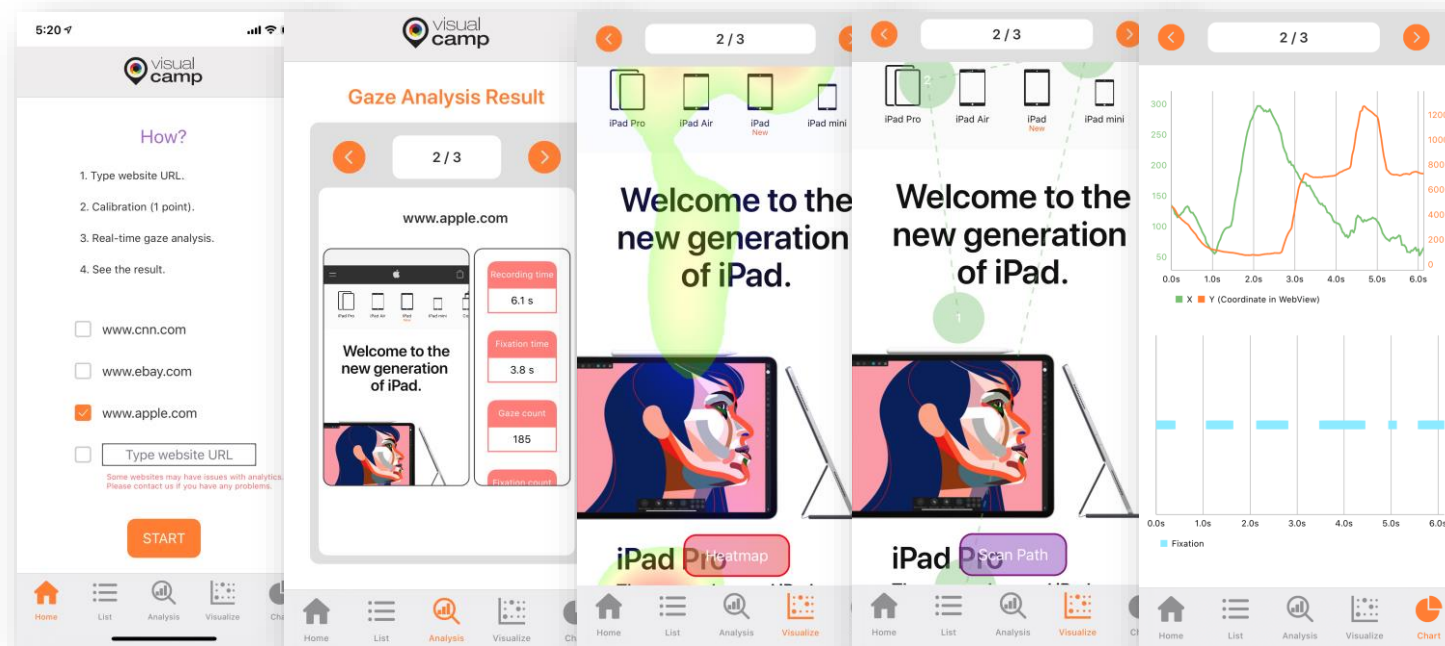 5:20
visual
camp
How?
1. Type website URL.
2. Calibration (1 point).
3. Real-time gaze analysis.
4. See the result.
www.cnn.com
www.ebay.com
www.apple.com
Type website URL
Some websites may have issues with analytics.
Please contact us if you have any problems.
START
Home List Analysis Visualize Cha
visual
camp
Gaze Analysis Result
2 / 3
www.apple.com
iPad Pro iPad Air iPad iPad mini
New
Welcome to the
new generation
of iPad.
Recording time
6.1 s
Fixation time
3.8 s
Gaze count
185
Fixation count
Home List Analysis Visualize Ch
2 / 3
iPad Pro iPad Air iPad iPad mini
New
Welcome to the
new generation
of iPad.
iPad Pro
Heatmap
Home List Analysis Visualize
2 / 3
2
iPad Pro iPad Air iPad iPad mini
New
Welcome to the
new generation
of iPad.
1
iPad Pro
Scan Path
Home List Analysis Visualize Ch
2 / 3
300
250
200
150
100
50
1200
1000
800
600
400
200
0
0.0s 1.0s 2.0s 3.0s 4.0s 5.0s 6.0s
X Y (Coordinate in WebView)
0.0s 1.0s 2.0s 3.0s 4.0s 5.0s 6.0s
Fixation
Home List Analysis Visualize Chart